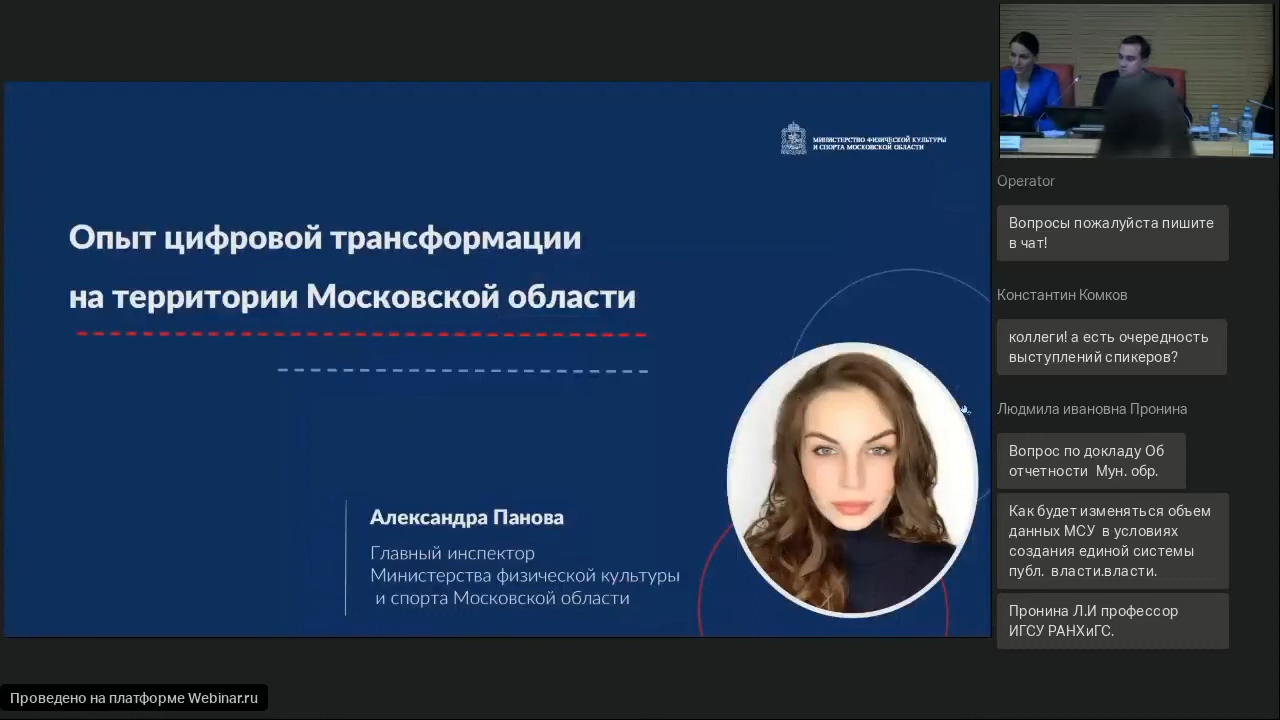 МИНИСТЕРСТВО ФИЗИЧЕСКОЙ КУЛЬТУРЫ
И СПОРТА МОСКОВСКОЙ ОБЛАСТИ
Опыт цифровой трансформации
на территории Московской области
Александра Панова
Главный инспектор
Министерства физической культуры
и спорта Московской области
Operator
Вопросы пожалуйста пишите
в чат!
Константин Комков
коллеги! а есть очередность
выступлений спикеров?
Людмила ивановна Пронина
Вопрос по докладу Об
отчетности Мун. обр.
Как будет изменяться объем
данных МСУ в условиях
создания единой системы
публ. власти.власти.
Пронина Л.И профессор
ИГСУ РАНХиГС.
Проведено на платформе Webinar.ru